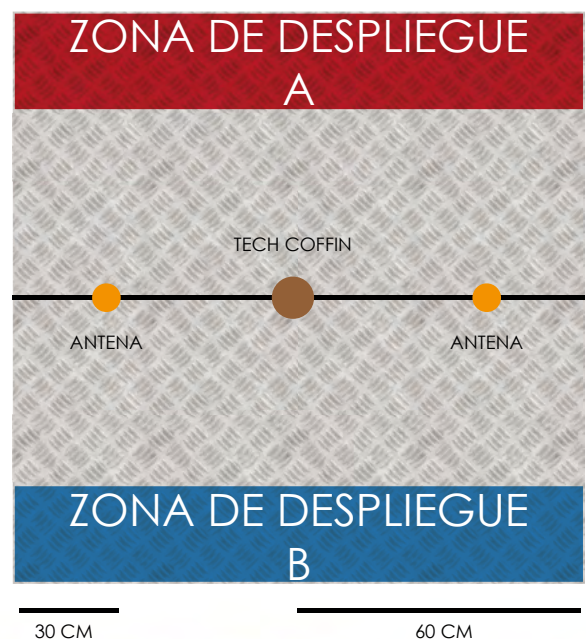 ZONA DE DESPLIEGUE
A
TECH COFFIN
ANTENA
ANTENA
ZONA DE DESPLIEGUE
B
30 CM
60 CM